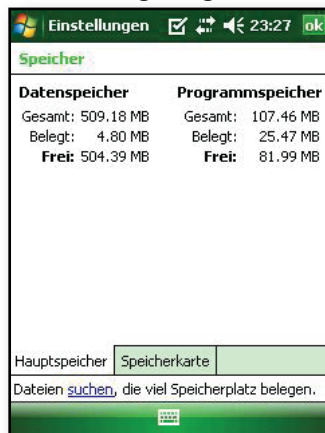 Einstellungen 23:27 ok
Speicher
Datenspeicher Programmspeicher
Gesamt: 509.18 MB Gesamt: 107.46 MB
Belegt: 4.80 MB Belegt: 25.47 MB
Frei: 504.39 MB Frei: 81.99 MB
Hauptspeicher Speicherkarte
Dateien suchen, die viel Speicherplatz belegen.